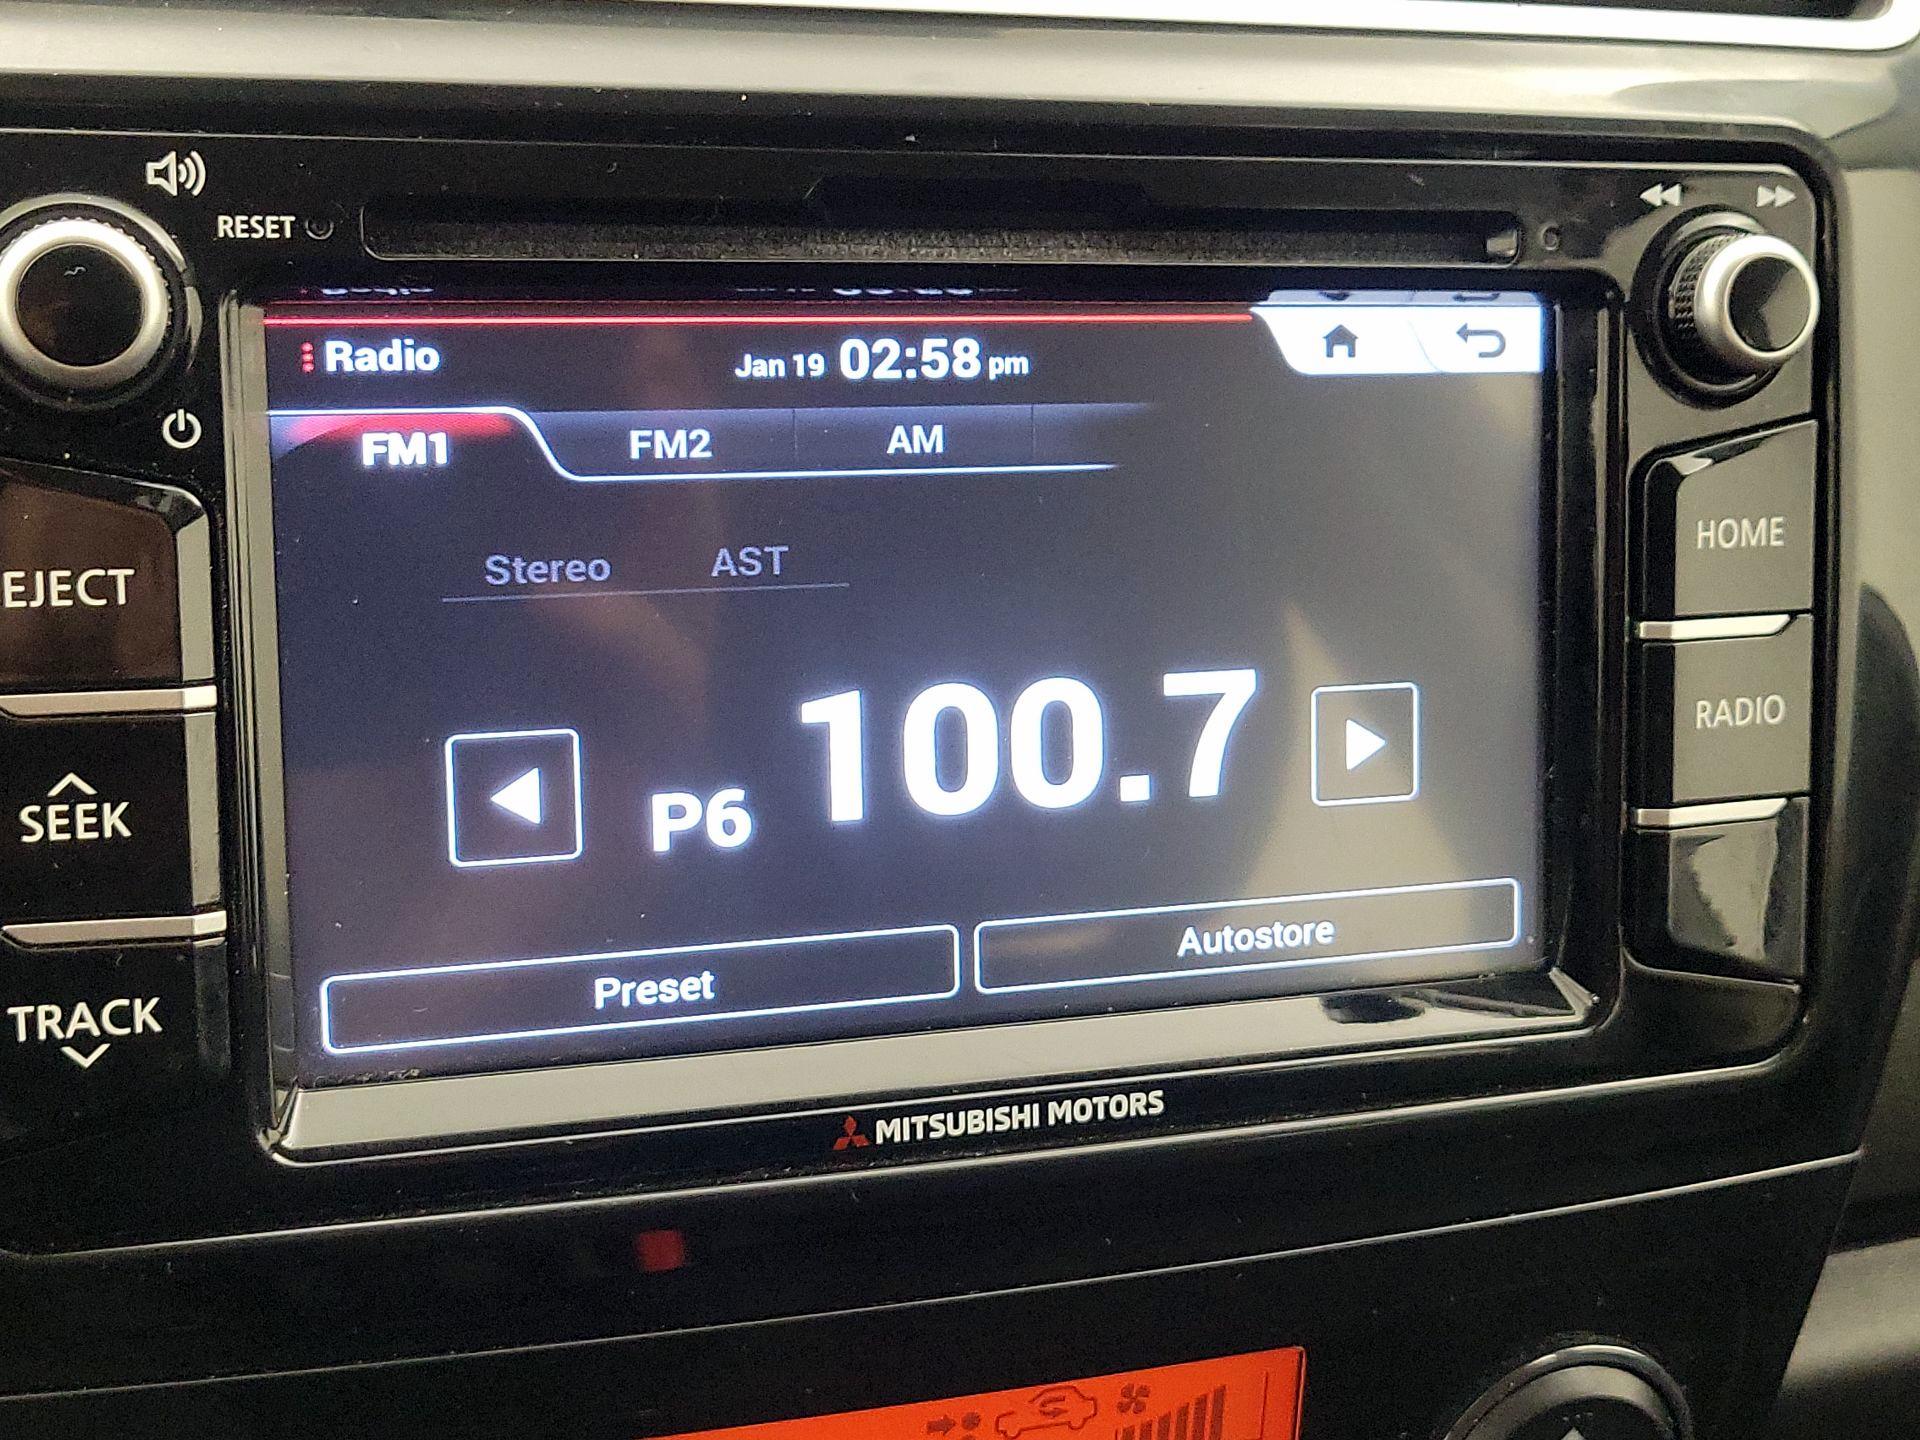 RESET
Radio
Jan 19 02:58 pm
FM1 FM2 AM
Stereo AST
P6 100.7
Preset Autostore
EJECT
SEEK
TRACK
HOME
RADIO
MITSUBISHI MOTORS